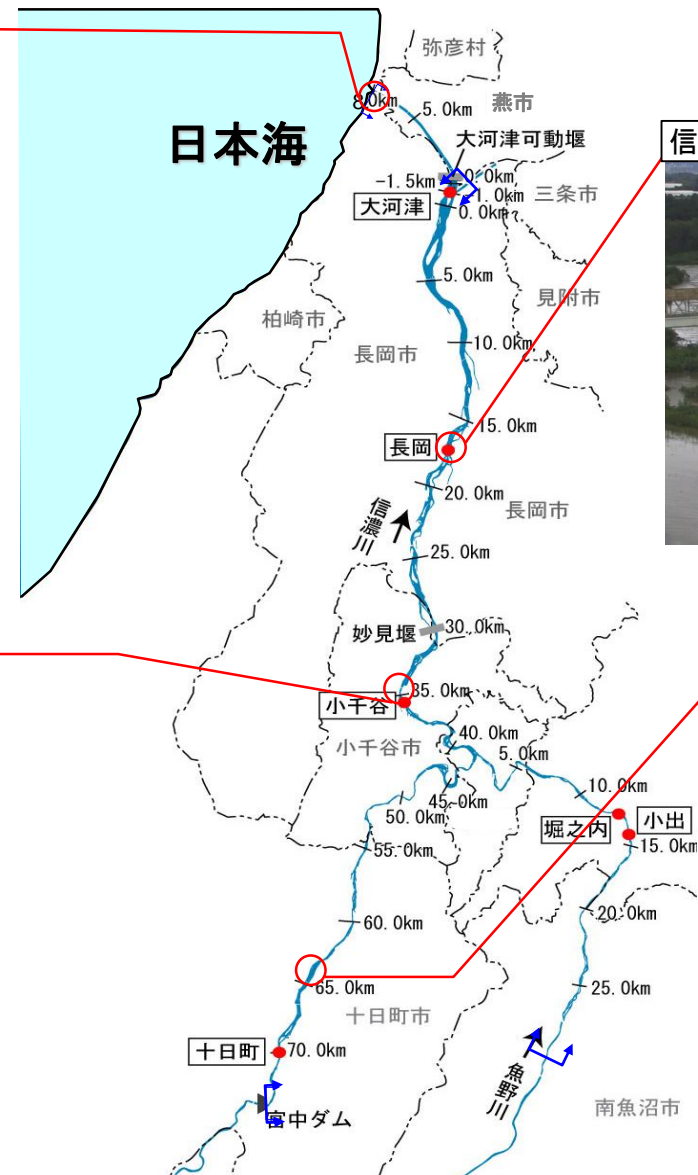 弥彦村
8.0km
5.0km
燕市
日本海
大河津可動堰
0.0km
-1.5km
-1.0km
三条市
大河津
0.0km
信
5.0km
見附市
柏崎市
長岡市
10.0km
15.0km
長岡
20.0km
長岡市
信濃川
25.0km
30.0km
妙見堰
35.0km
小千谷
40.0km
小千谷市
5.0km
45.0km
10.0km
50.0km
堀之内
小出
15.0km
55.0km
20.0km
60.0km
25.0km
65.0km
十日町市
十日町
70.0km
魚野川
宮中ダム
南魚沼市